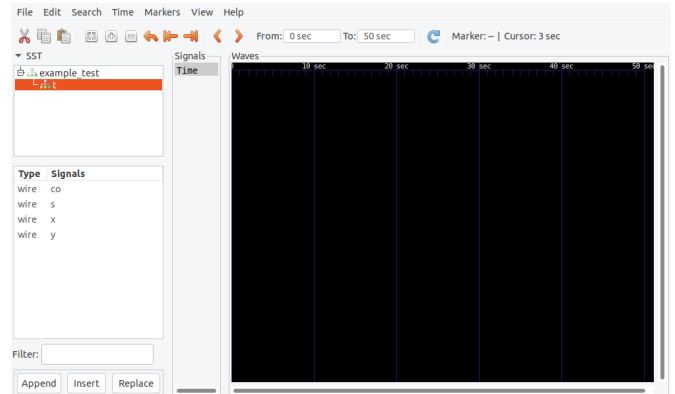 File Edit Search Time Markers View Help
From: 0 sec To: 50 sec Marker: -- | Cursor: 3 sec
SST
Signals
Waves
example_test
t
Time
10 sec 20 sec 30 sec 40 sec 50 sec
Type Signals
wire co
wire s
wire x
wire y
Filter:
Append Insert Replace